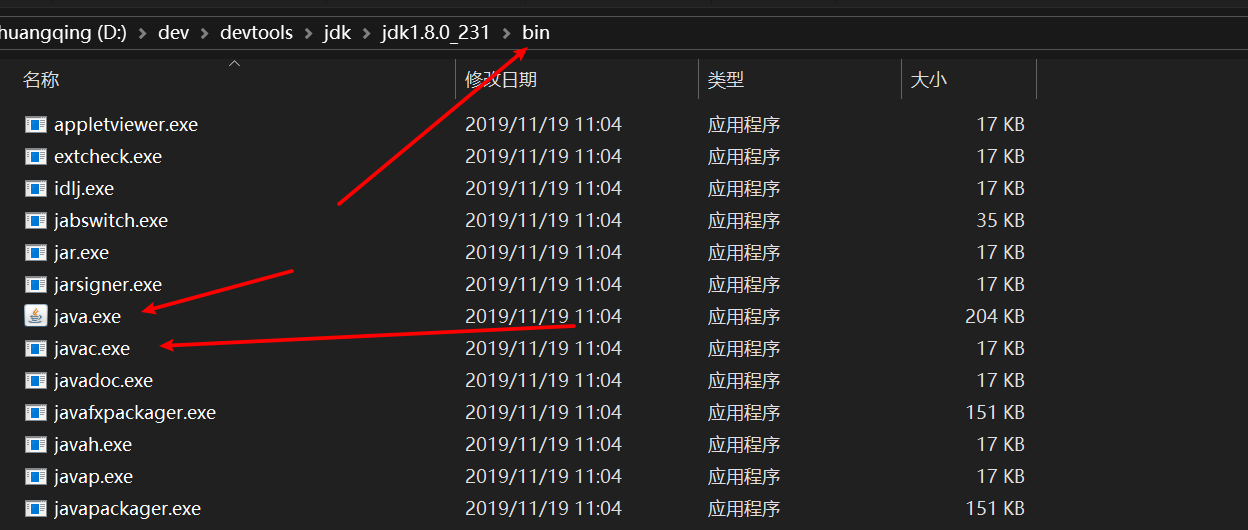 huangqing (D:) > dev > devtools > jdk > jdk1.8.0_231 > bin
名称 修改日期 类型 大小
appletviewer.exe 2019/11/19 11:04 应用程序 17 KB
extcheck.exe 2019/11/19 11:04 应用程序 17 KB
idlj.exe 2019/11/19 11:04 应用程序 17 KB
jabswitch.exe 2019/11/19 11:04 应用程序 35 KB
jar.exe 2019/11/19 11:04 应用程序 17 KB
jarsigner.exe 2019/11/19 11:04 应用程序 17 KB
java.exe 2019/11/19 11:04 应用程序 204 KB
javac.exe 2019/11/19 11:04 应用程序 17 KB
javadoc.exe 2019/11/19 11:04 应用程序 17 KB
javafxpackager.exe 2019/11/19 11:04 应用程序 151 KB
javah.exe 2019/11/19 11:04 应用程序 17 KB
javap.exe 2019/11/19 11:04 应用程序 17 KB
javapackager.exe 2019/11/19 11:04 应用程序 151 KB